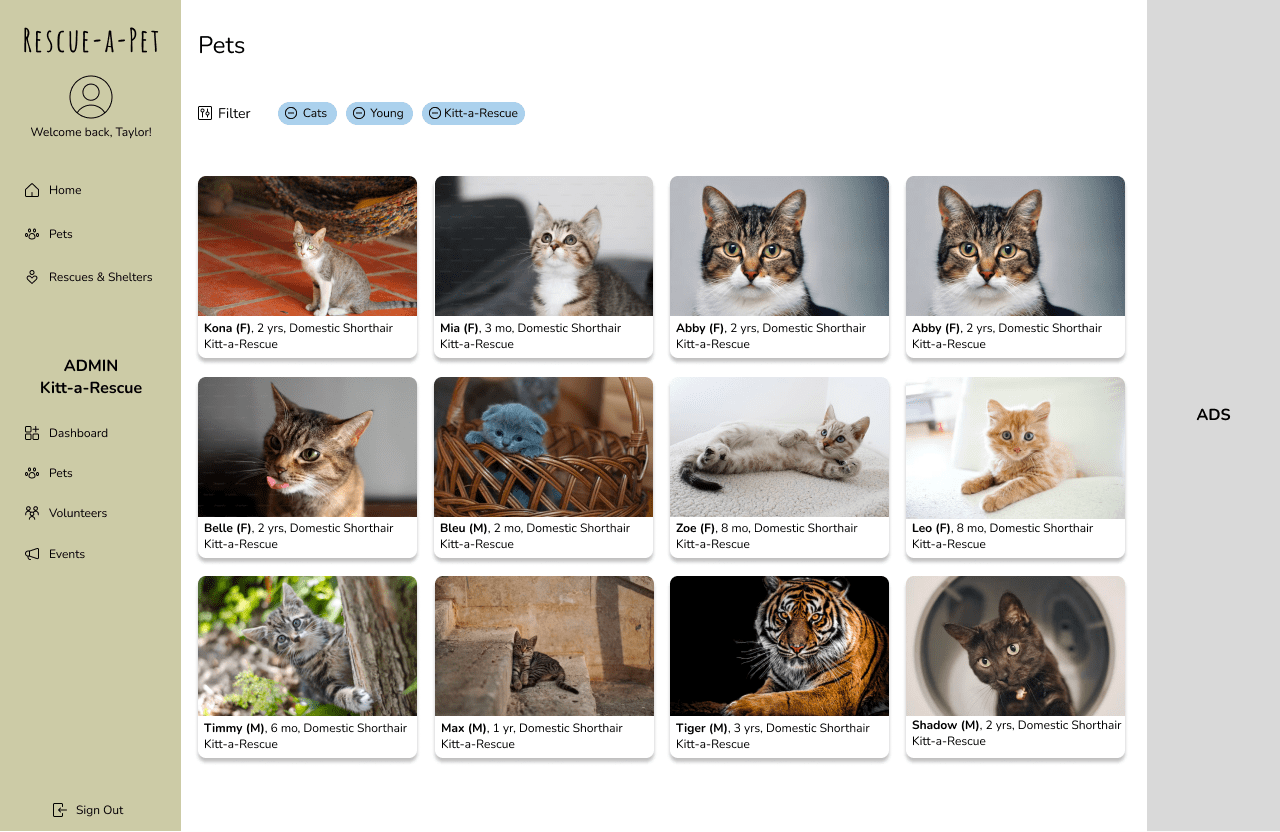 Rescue-a-Pet
Welcome back, Taylor!
Home
Pets
Rescues & Shelters
ADMIN
Kitt-a-Rescue
Dashboard
Pets
Volunteers
Events
Sign Out
Pets
Filter
Cats
Young
Kitt-a-Rescue
Kona (F), 2 yrs, Domestic Shorthair
Kitt-a-Rescue
Mia (F), 3 mo, Domestic Shorthair
Kitt-a-Rescue
Abby (F), 2 yrs, Domestic Shorthair
Kitt-a-Rescue
Abby (F), 2 yrs, Domestic Shorthair
Kitt-a-Rescue
Belle (F), 2 yrs, Domestic Shorthair
Kitt-a-Rescue
Bleu (M), 2 mo, Domestic Shorthair
Kitt-a-Rescue
Zoe (F), 8 mo, Domestic Shorthair
Kitt-a-Rescue
Leo (F), 8 mo, Domestic Shorthair
Kitt-a-Rescue
Timmy (M), 6 mo, Domestic Shorthair
Kitt-a-Rescue
Max (M), 1 yr, Domestic Shorthair
Kitt-a-Rescue
Tiger (M), 3 yrs, Domestic Shorthair
Kitt-a-Rescue
Shadow (M), 2 yrs, Domestic Shorthair
Kitt-a-Rescue
ADS